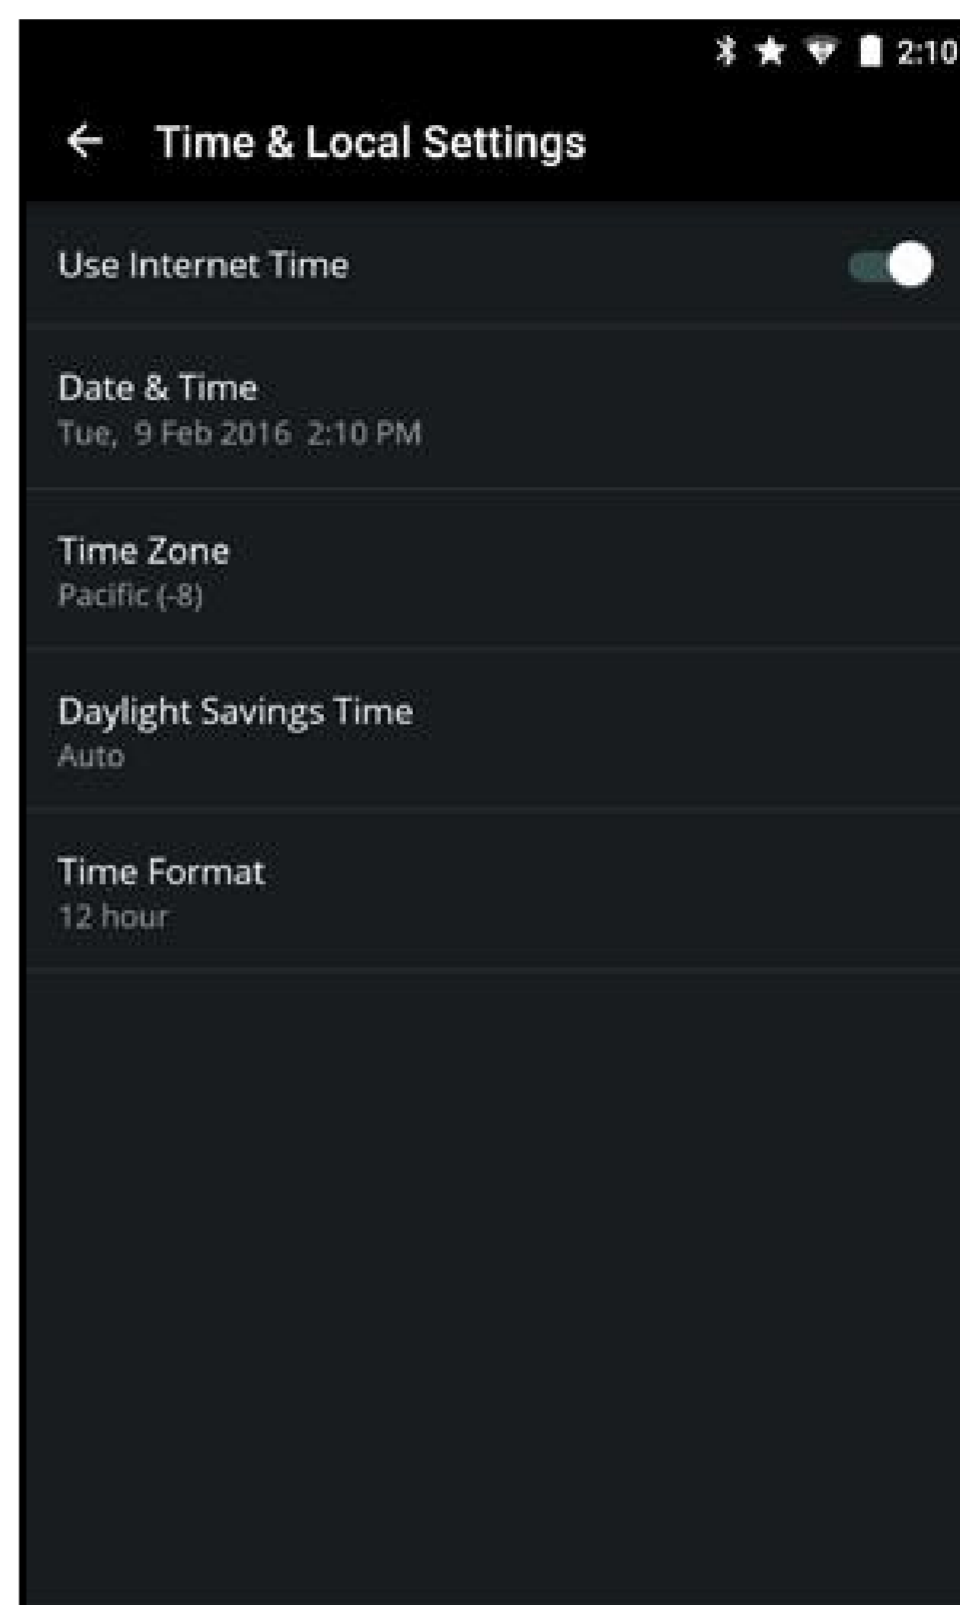 2:10
Time & Local Settings
Use Internet Time
Date & Time
Tue, 9 Feb 2016 2:10 PM
Time Zone
Pacific (-8)
Daylight Savings Time
Auto
Time Format
12 hour